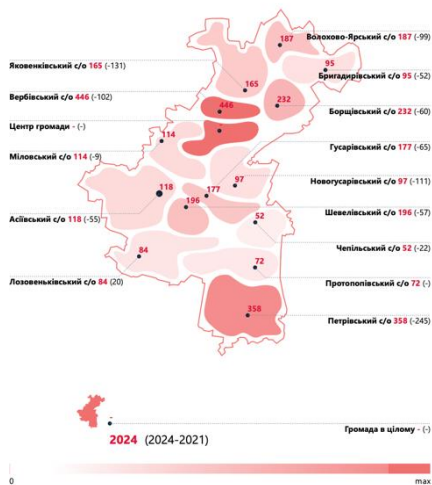 Волохово-Ярський с/о 187 (-99)
187
95
Яковенківський с/о 165 (-131)
Бригадирівський с/о 95 (-52)
165
Вербівський с/о 446 (-102)
446
232
Борщівський с/о 232 (-60)
Центр громади - (-)
114
Гусарівський с/о 177 (-65)
Міловський с/о 114 (-9)
97
Новогусарівський с/о 97 (-111)
118
177
196
Шевелівський с/о 196 (-57)
Асіївський с/о 118 (-55)
52
Чепільський с/о 52 (-22)
84
72
Лозовеньківський с/о 84 (20)
Протопопівський с/о 72 (-)
358
Петрівський с/о 358 (-245)
Громада в цілому - (-)
2024 (2024-2021)
0
max